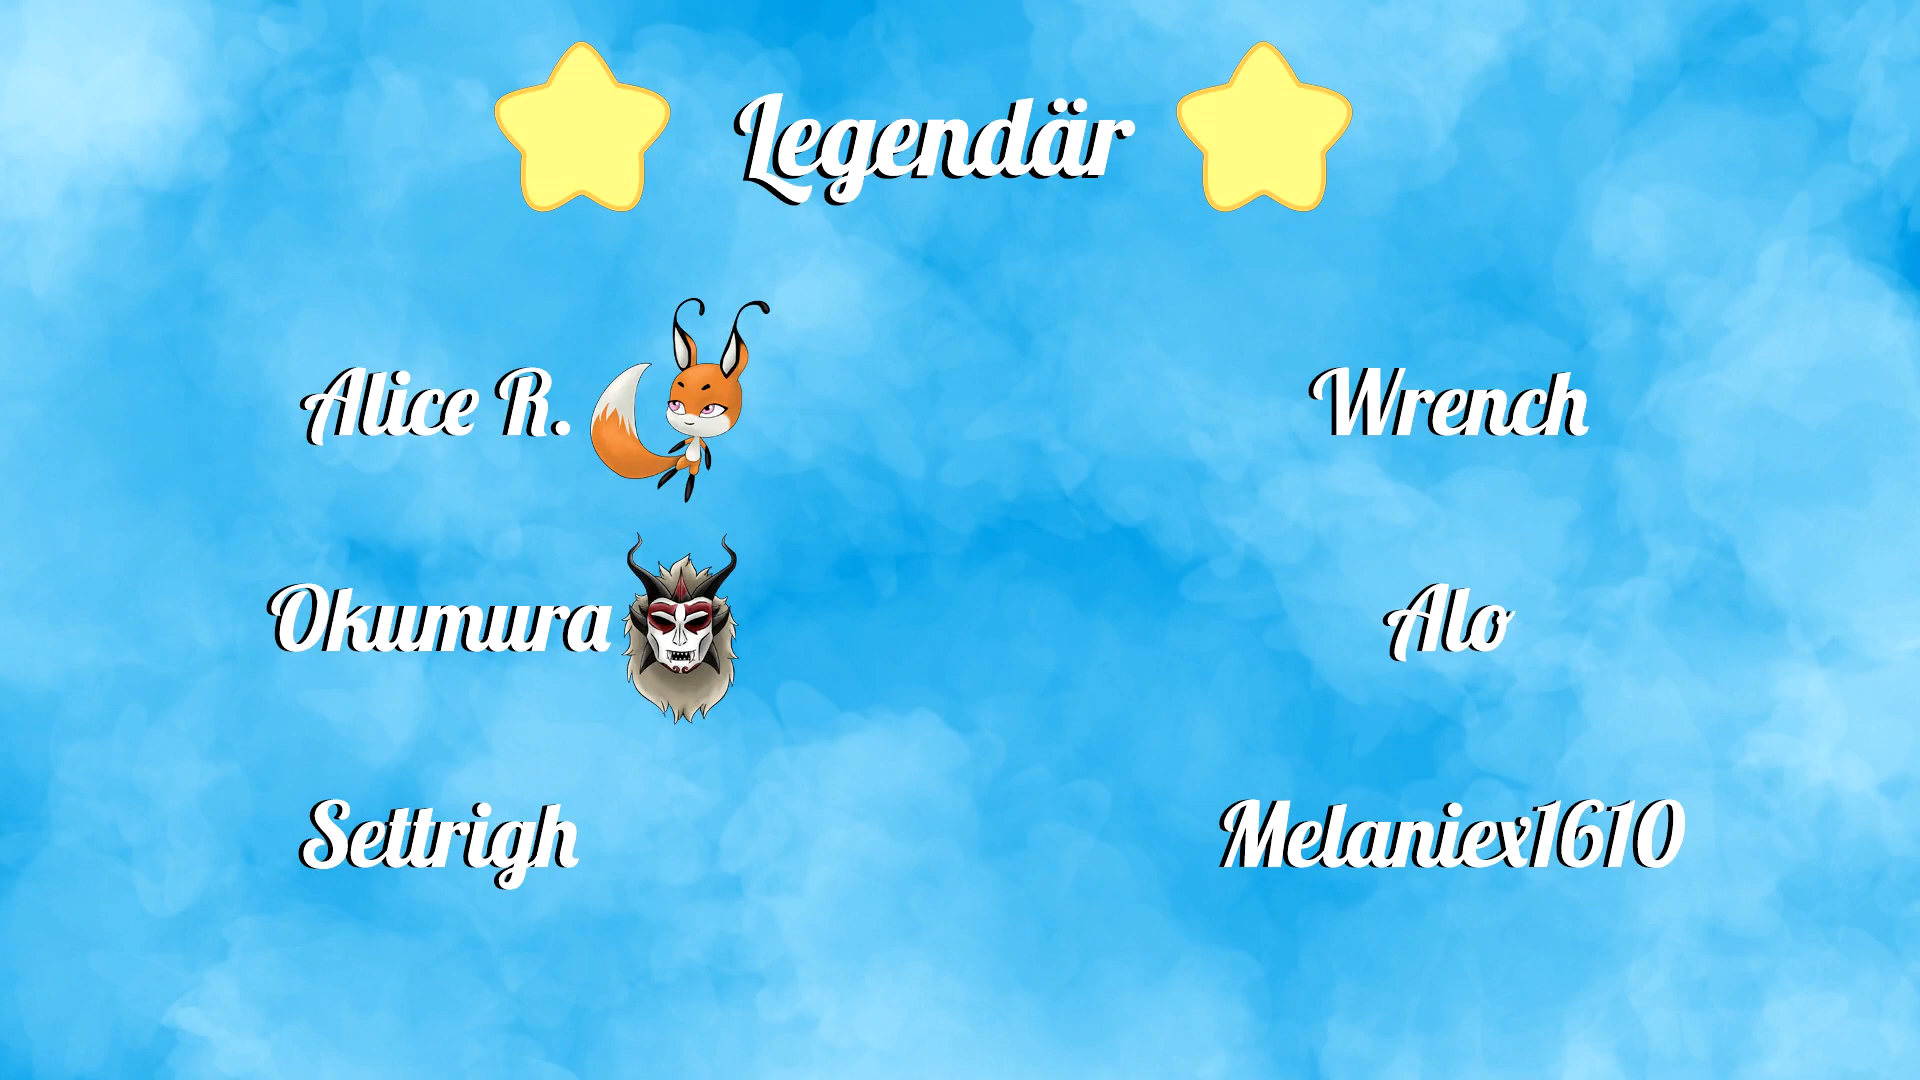 Legendär
Alice R.
Wrench
Okumura
Alo
Settrigh
Melaniex1610